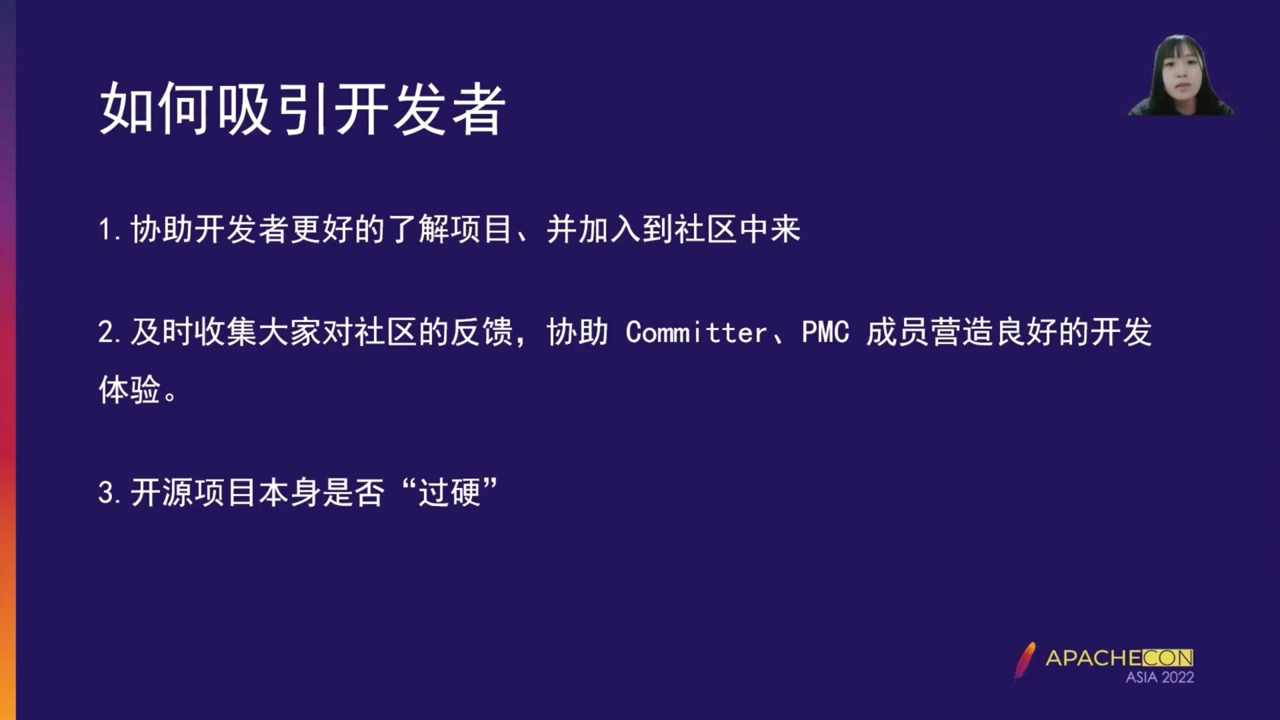 如何吸引开发者
1.协助开发者更好的了解项目、并加入到社区中来
2.及时收集大家对社区的反馈，协助 Committer、PMC 成员营造良好的开发
体验。
3.开源项目本身是否“过硬”
APACHECON
ASIA 2022